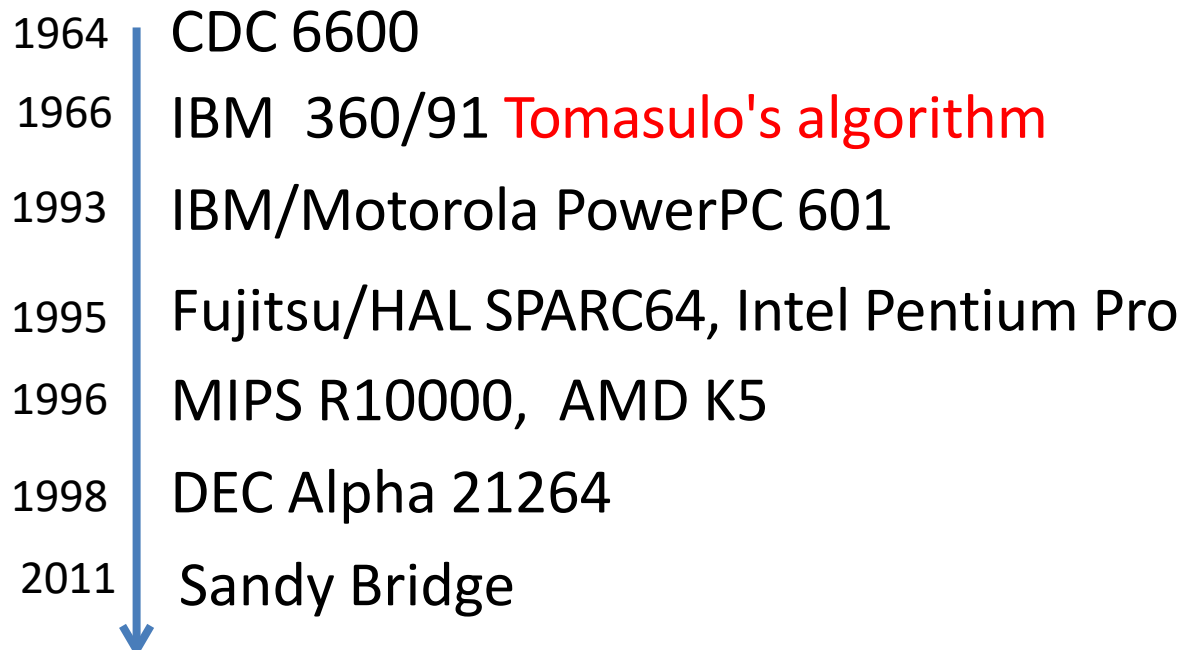 1964 CDC 6600
1966 IBM 360/91 Tomasulo's algorithm
1993 IBM/Motorola PowerPC 601
1995 Fujitsu/HAL SPARC64, Intel Pentium Pro
1996 MIPS R10000, AMD K5
1998 DEC Alpha 21264
2011 Sandy Bridge